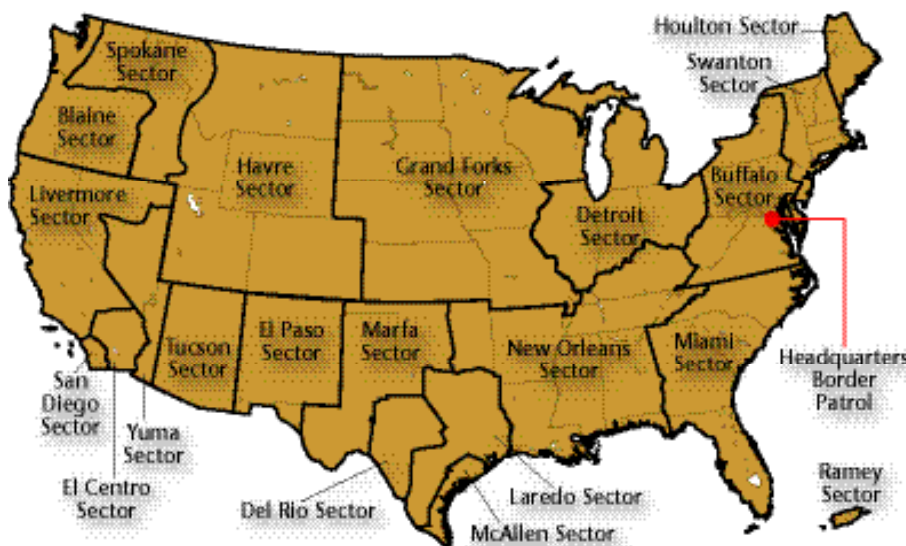 Houlton Sector
Swanton
Sector
Spokane
Sector
Blaine
Sector
Havre
Sector
Grand Forks
Sector
Buffalo
Sector
Livermore
Sector
Detroit
Sector
Tucson
Sector
El Paso
Sector
Marfa
Sector
New Orleans
Sector
Miami
Sector
Headquarters
Border
Patrol
San
Diego
Sector
Yuma
Sector
El Centro
Sector
Del Rio Sector
Laredo Sector
McAllen Sector
Ramey
Sector